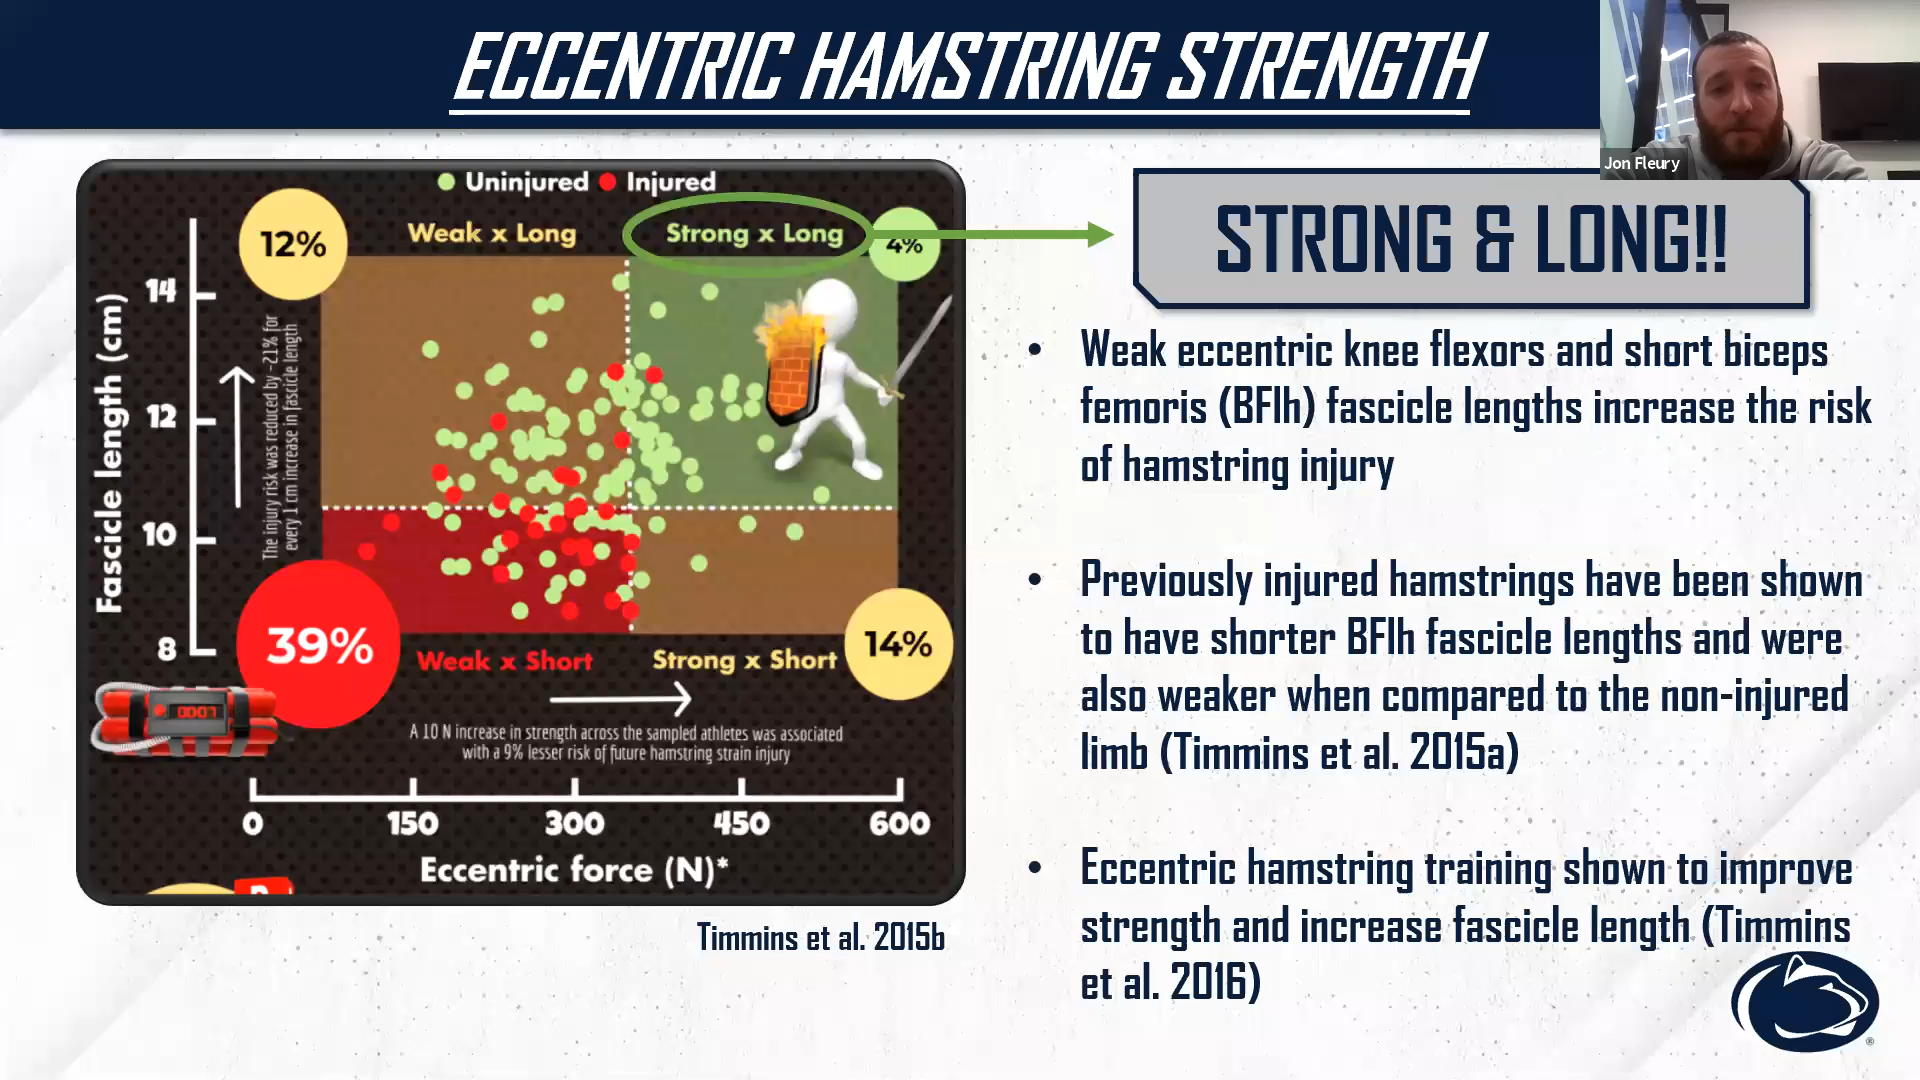 ECCENTRIC HAMSTRING STRENGTH
Jon Fleury
Uninjured Injured
Weak x Long
Strong x Long
12%
4%
14
12
10
8
Fascicle length (cm)
The injury risk was reduced by ~21% for
every 1 cm increase in fascicle length
39%
14%
Weak x Short
Strong x Short
0007
A 10 N increase in strength across the sampled athletes was associated
with a 9% lesser risk of future hamstring strain injury
0 150 300 450 600
Eccentric force (N)*
Timmins et al. 2015b
STRONG & LONG!!
• Weak eccentric knee flexors and short biceps
femoris (BFlh) fascicle lengths increase the risk
of hamstring injury
• Previously injured hamstrings have been shown
to have shorter BFlh fascicle lengths and were
also weaker when compared to the non-injured
limb (Timmins et al. 2015a)
• Eccentric hamstring training shown to improve
strength and increase fascicle length (Timmins
et al. 2016)
®